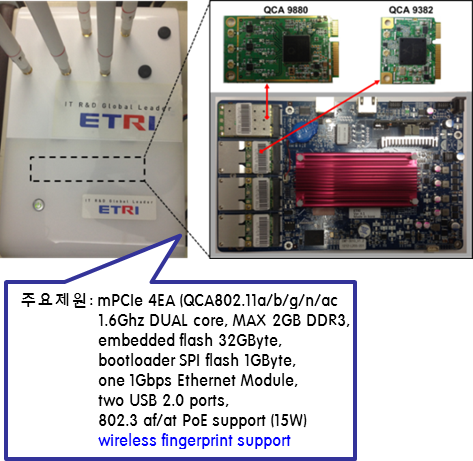 QCA 9880
QCA 9382
IT R&D Global Leader
ETRI
IT R&D Global Leader
ETRI
주요제원: mPCIe 4EA (QCA802.11a/b/g/n/ac
1.6Ghz DUAL core, MAX 2GB DDR3,
embedded flash 32GByte,
bootloader SPI flash 1GByte,
one 1Gbps Ethernet Module,
two USB 2.0 ports,
802.3 af/at PoE support (15W)
wireless fingerprint support